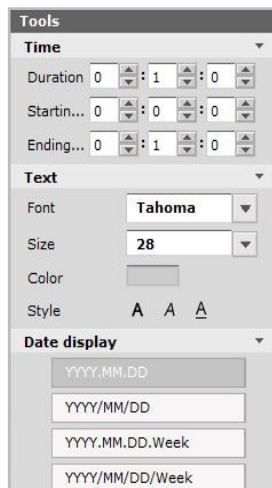 Tools
Time
Duration 0 : 1 : 0
Startin... 0 : 0 : 0
Ending... 0 : 1 : 0
Text
Font Tahoma
Size 28
Color
Style A A A
Date display
YYYY.MM.DD
YYYY/MM/DD
YYYY.MM.DD.Week
YYYY/MM/DD/Week